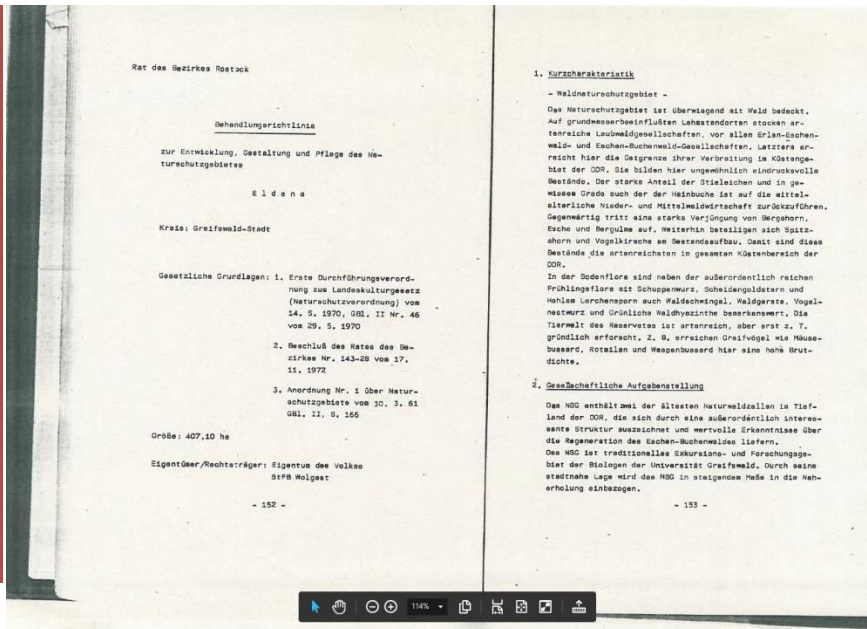 Rat des Bezirkes Rostock
Behandlungsrichtlinie
zur Entwicklung, Gestaltung und Pflege des Na-
turschutzgebietes
E l d e n a
Kreis: Greifswald-Stadt
Gesetzliche Grundlagen: 1. Erste Durchführungsverord-
nung zum Landeskulturgesetz
(Naturschutzverordnung) vom
14. 5. 1970, GBl. II Nr. 46
vom 29. 5. 1970
2. Beschluß des Rates des Be-
zirkes Nr. 143-28 vom 17.
11. 1972
3. Anordnung Nr. 1 über Natur-
schutzgebiete vom 30. 3. 61
GBl. II, S. 166
Größe: 407,10 ha
Eigentümer/Rechtsträger: Eigentum des Volkes
StFB Wolgast
- 152 -
1. Kurzcharakteristik
- Waldnaturschutzgebiet -
Das Naturschutzgebiet ist überwiegend mit Wald bedeckt.
Auf grundwasserbeeinflußten Lehmstandorten stocken ar-
tenreiche Laubwaldgesellschaften, vor allem Erlen-Eschen-
wald- und Eschen-Buchenwald-Gesellschaften. Letztere er-
reicht hier die Ostgrenze ihrer Verbreitung im Küstenge-
biet der DDR. Sie bilden hier ungewöhnlich eindrucksvolle
Bestände. Der starke Anteil der Stieleichen und in ge-
wissem Grade auch der der Hainbuche ist auf die mittel-
alterliche Nieder- und Mittelwaldwirtschaft zurückzuführen.
Gegenwärtig tritt eine starke Verjüngung von Bergahorn,
Esche und Bergulme auf. Weiterhin beteiligen sich Spitz-
ahorn und Vogelkirsche am Bestandsaufbau. Damit sind diese
Bestände die artenreichsten im gesamten Küstenbereich der
DDR.
In der Bodenflora sind neben der außerordentlich reichen
Frühlingsflora mit Schuppenwurz, Scheidengoldstern und
Hohlem Lerchensporn auch Waldschwingel, Waldgerste, Vogel-
nestwurz und Grünliche Waldhyazinthe bemerkenswert. Die
Tierwelt des Reservates ist artenreich, aber erst z. T.
gründlich erforscht. Z. B. erreichen Greifvögel wie Mäuse-
bussard, Rotmilan und Wespenbussard hier eine hohe Brut-
dichte.
2. Gesellschaftliche Aufgabenstellung
Das NSG enthält zwei der ältesten Naturwaldzellen im Tief-
land der DDR, die sich durch eine außerordentlich interes-
sante Struktur auszeichnet und wertvolle Erkenntnisse über
die Regeneration des Eschen-Buchenwaldes liefern.
Das NSG ist traditionelles Exkursions- und Forschungsge-
biet der Biologen der Universität Greifswald. Durch seine
stadtnahe Lage wird das NSG in steigendem Maße in die Nah-
erholung einbezogen.
- 153 -
114%